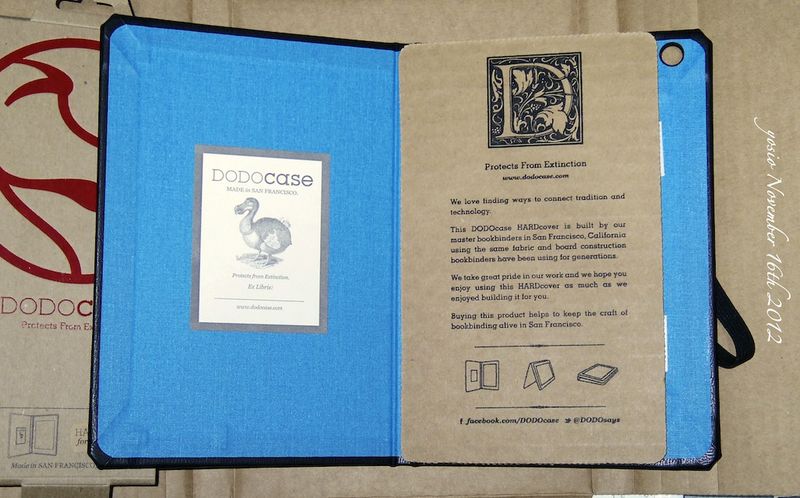 DODOC
Protects From Ex
HA
for
Made in SAN FRANCISCO
DODOcase
MADE in SAN FRANCISCO.
Protects from Extinction.
Ex Libris:
www.dodocase.com
D
Protects From Extinction
www.dodocase.com
We love finding ways to connect tradition and
technology.
This DODOcase HARDcover is built by our
master bookbinders in San Francisco, California
using the same fabric and board construction
bookbinders have been using for generations.
We take great pride in our work and we hope you
enjoy using this HARDcover as much as we
enjoyed building it for you.
Buying this product helps to keep the craft of
bookbinding alive in San Francisco.
f facebook.com/DODOcase @DODOsays
yosio November 16th 2012